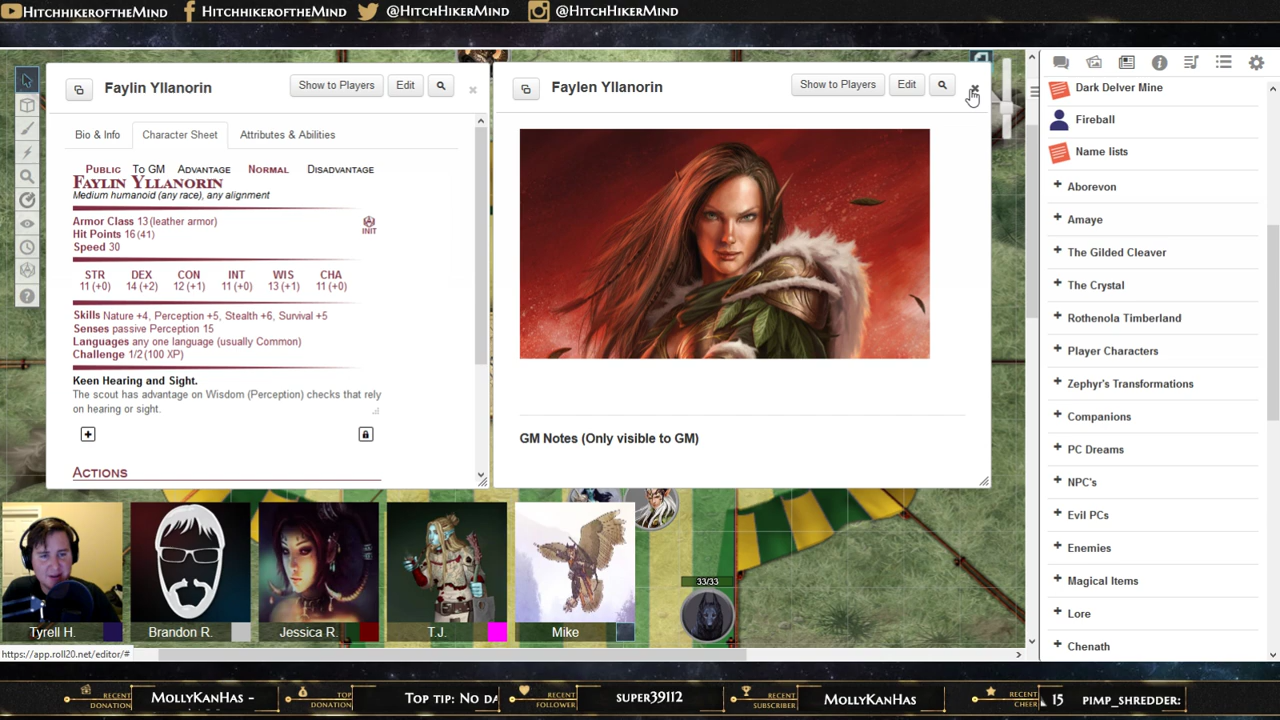 HitchhikeroftheMind HitchhikeroftheMind @HitchHikerMind @HitchHikerMind
Faylin Yllanorin Show to Players Edit
Bio & Info Character Sheet Attributes & Abilities
Public To GM Advantage Normal Disadvantage
Faylin Yllanorin
Medium humanoid (any race), any alignment
Armor Class 13 (leather armor)
Hit Points 16 (41)
Speed 30
INIT
STR DEX CON INT WIS CHA
11 (+0) 14 (+2) 12 (+1) 11 (+0) 13 (+1) 11 (+0)
Skills Nature +4, Perception +5, Stealth +6, Survival +5
Senses passive Perception 15
Languages any one language (usually Common)
Challenge 1/2 (100 XP)
Keen Hearing and Sight.
The scout has advantage on Wisdom (Perception) checks that rely
on hearing or sight.
Actions
Faylen Yllanorin Show to Players Edit
GM Notes (Only visible to GM)
Dark Delver Mine
Fireball
Name lists
Aborevon
Amaye
The Gilded Cleaver
The Crystal
Rothenola Timberland
Player Characters
Zephyr's Transformations
Companions
PC Dreams
NPC's
Evil PCs
Enemies
Magical Items
Lore
Chenath
33/33
Tyrell H. Brandon R. Jessica R. T.J. Mike
https://app.roll20.net/editor/#
Recent Donation MollyKanHas - Top Donation Top tip: No da Recent Follower super39112 Recent Subscriber MollyKanHas Recent Cheer 15 pimp_shredder: